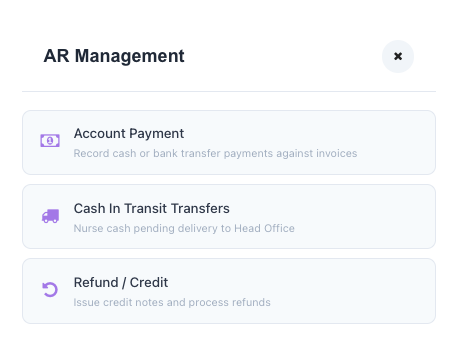 AR Management
Account Payment
Record cash or bank transfer payments against invoices
Cash In Transit Transfers
Nurse cash pending delivery to Head Office
Refund / Credit
Issue credit notes and process refunds